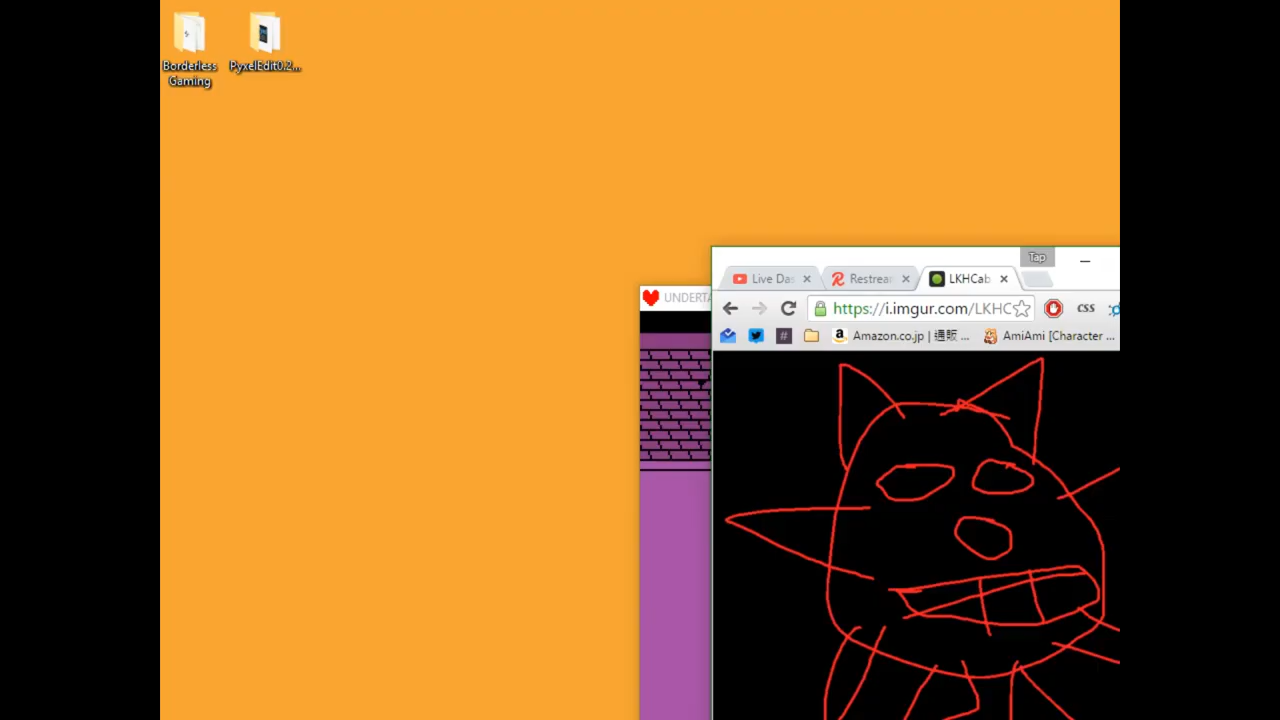 Borderless
Gaming
PyxelEdit0.2...
Tap
Live Das
Restrear
LKHCab
UNDERTA
https://i.imgur.com/LKHC
CSS
#
Amazon.co.jp | 通販 ...
AmiAmi [Character ...